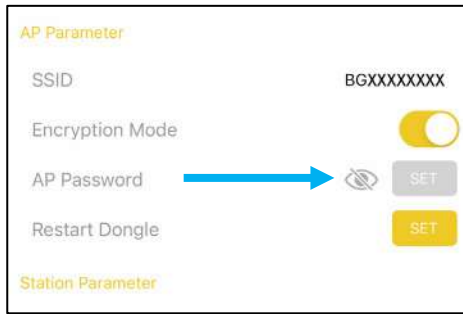 AP Parameter
SSID BGXXXXXXXX
Encryption Mode
AP Password SET
Restart Dongle SET
Station Parameter